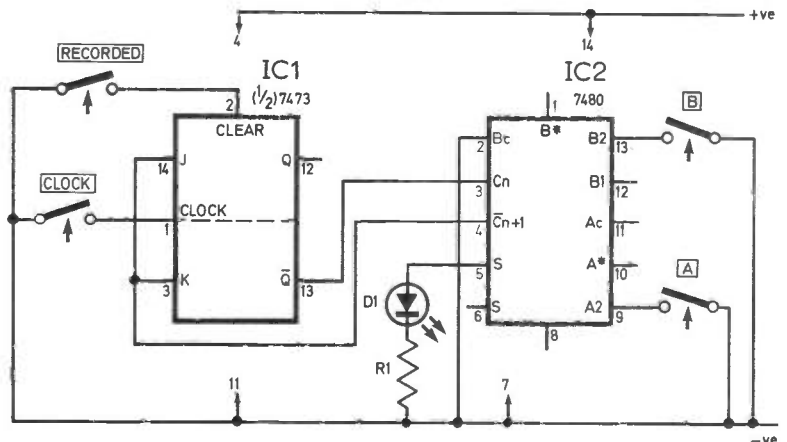 +ve
4
14
RECORDED
IC1
(½)7473
IC2
7480
2
CLEAR
1
B*
B
14
J
Q
12
2
Bc
B2
13
CLOCK
3
Cn
B1
12
CLOCK
1
4
C̅n+1
Ac
11
5
S
A*
10
A
3
K
Q̅
13
D1
6
S
A2
9
8
R1
11
7
-ve